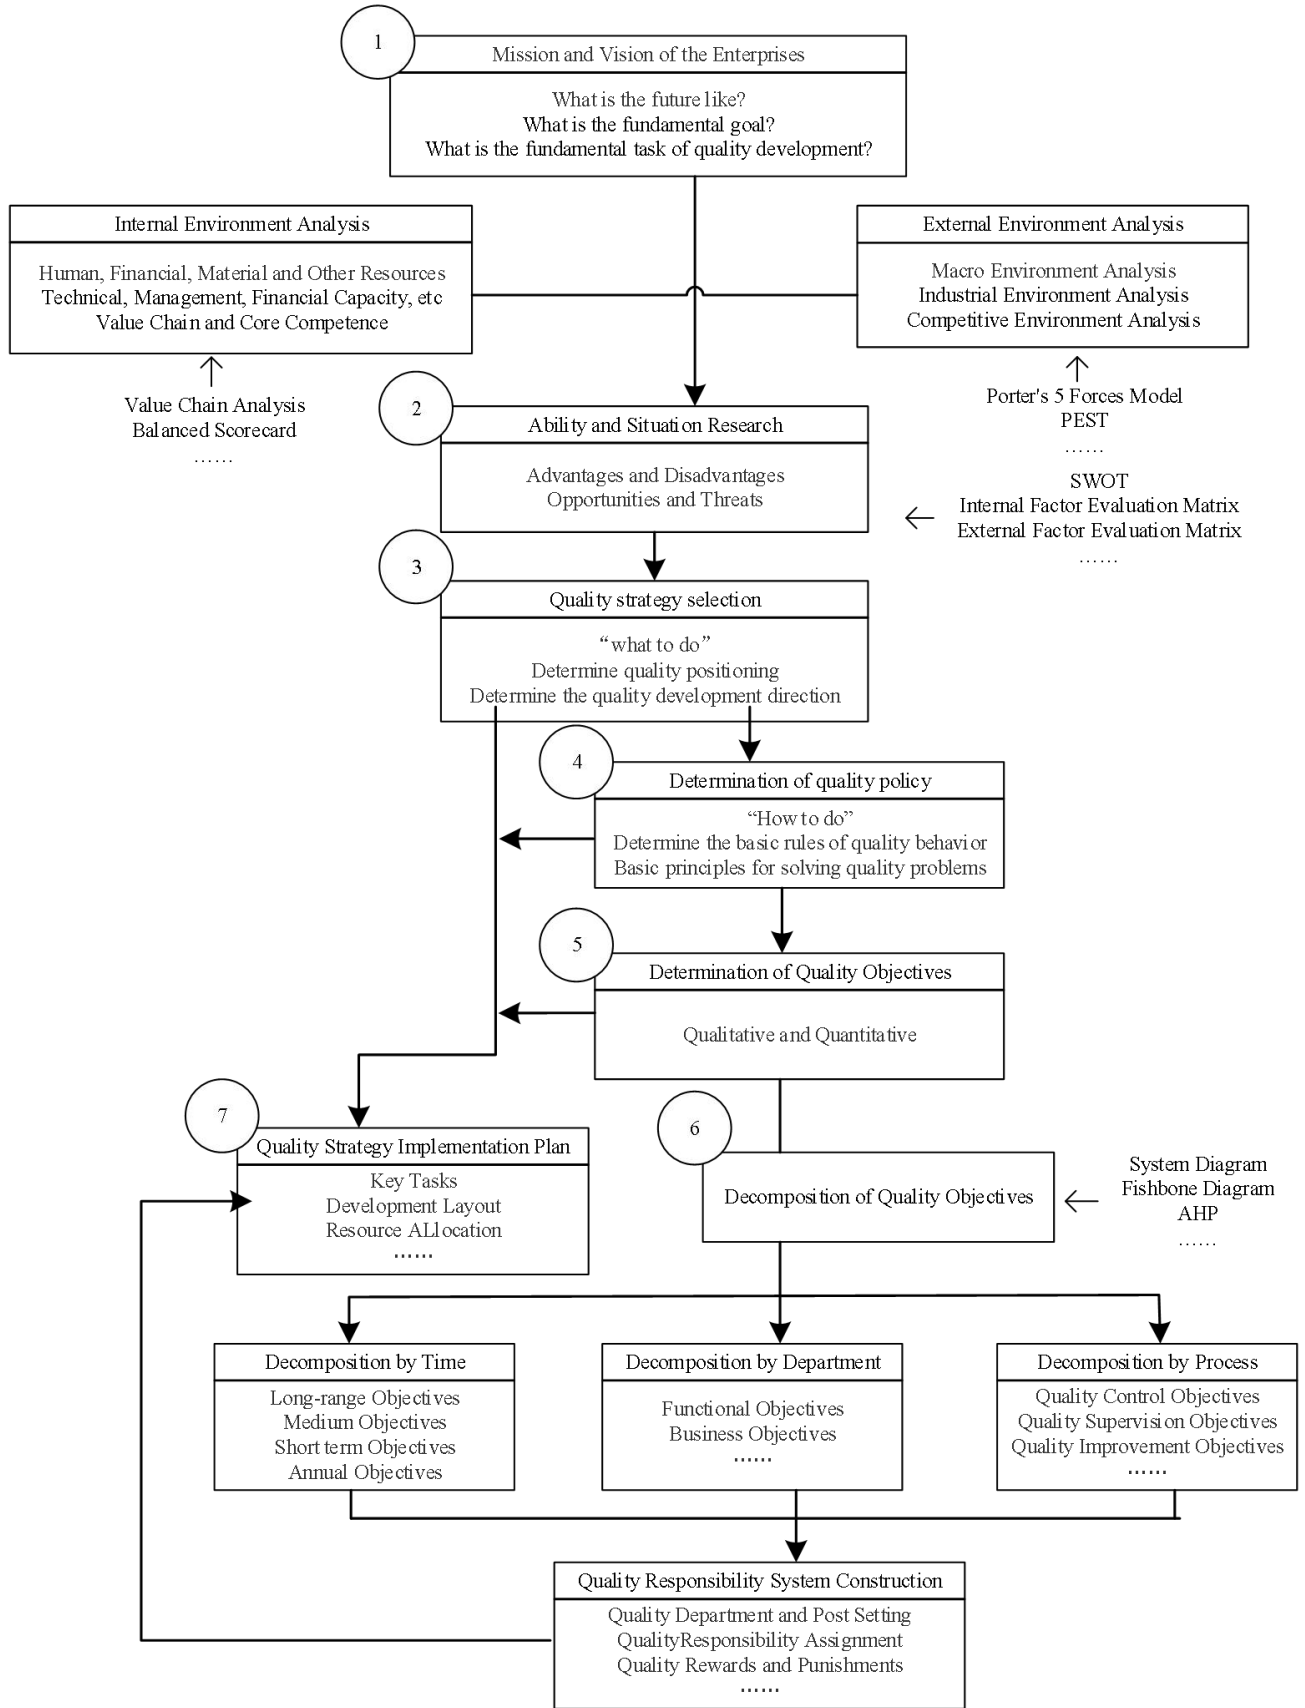 1
Mission and Vision of the Enterprises
What is the future like?
What is the fundamental goal?
What is the fundamental task of quality development?
Internal Environment Analysis
Human, Financial, Material and Other Resources
Technical, Management, Financial Capacity, etc
Value Chain and Core Competence
External Environment Analysis
Macro Environment Analysis
Industrial Environment Analysis
Competitive Environment Analysis
Value Chain Analysis
Balanced Scorecard
……
Porter's 5 Forces Model
PEST
……
2
Ability and Situation Research
Advantages and Disadvantages
Opportunities and Threats
SWOT
Internal Factor Evaluation Matrix
External Factor Evaluation Matrix
……
3
Quality strategy selection
“what to do”
Determine quality positioning
Determine the quality development direction
4
Determination of quality policy
“How to do”
Determine the basic rules of quality behavior
Basic principles for solving quality problems
5
Determination of Quality Objectives
Qualitative and Quantitative
7
Quality Strategy Implementation Plan
Key Tasks
Development Layout
Resource ALlocation
……
6
Decomposition of Quality Objectives
System Diagram
Fishbone Diagram
AHP
……
Decomposition by Time
Long-range Objectives
Medium Objectives
Short term Objectives
Annual Objectives
Decomposition by Department
Functional Objectives
Business Objectives
……
Decomposition by Process
Quality Control Objectives
Quality Supervision Objectives
Quality Improvement Objectives
……
Quality Responsibility System Construction
Quality Department and Post Setting
QualityResponsibility Assignment
Quality Rewards and Punishments
……